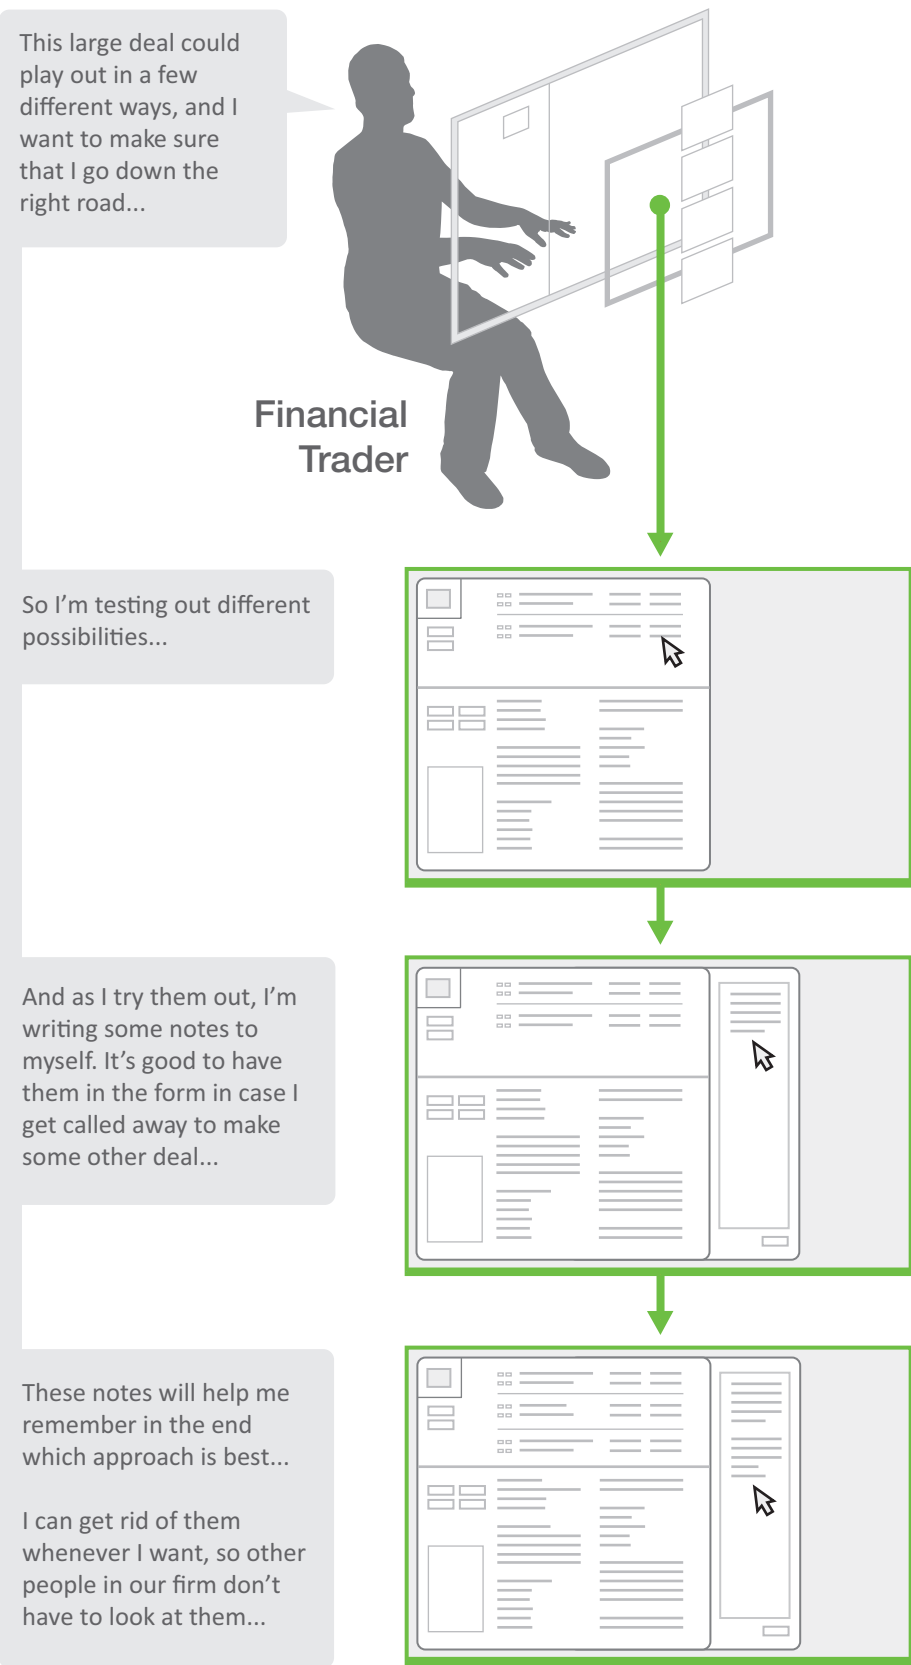 This large deal could
play out in a few
different ways, and I
want to make sure
that I go down the
right road...
Financial
Trader
So I'm testing out different
possibilities...
And as I try them out, I'm
writing some notes to
myself. It's good to have
them in the form in case I
get called away to make
some other deal...
These notes will help me
remember in the end
which approach is best...
I can get rid of them
whenever I want, so other
people in our firm don't
have to look at them...